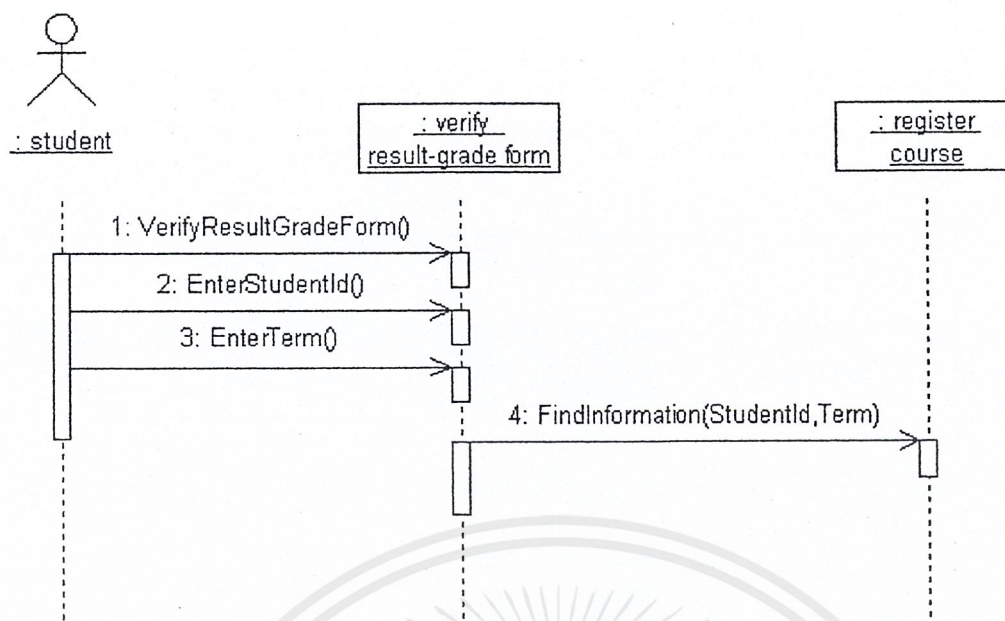 : student
: verify
result-grade form
: register
course
1: VerifyResultGradeForm()
2: EnterStudentId()
3: EnterTerm()
4: FindInformation(StudentId,Term)